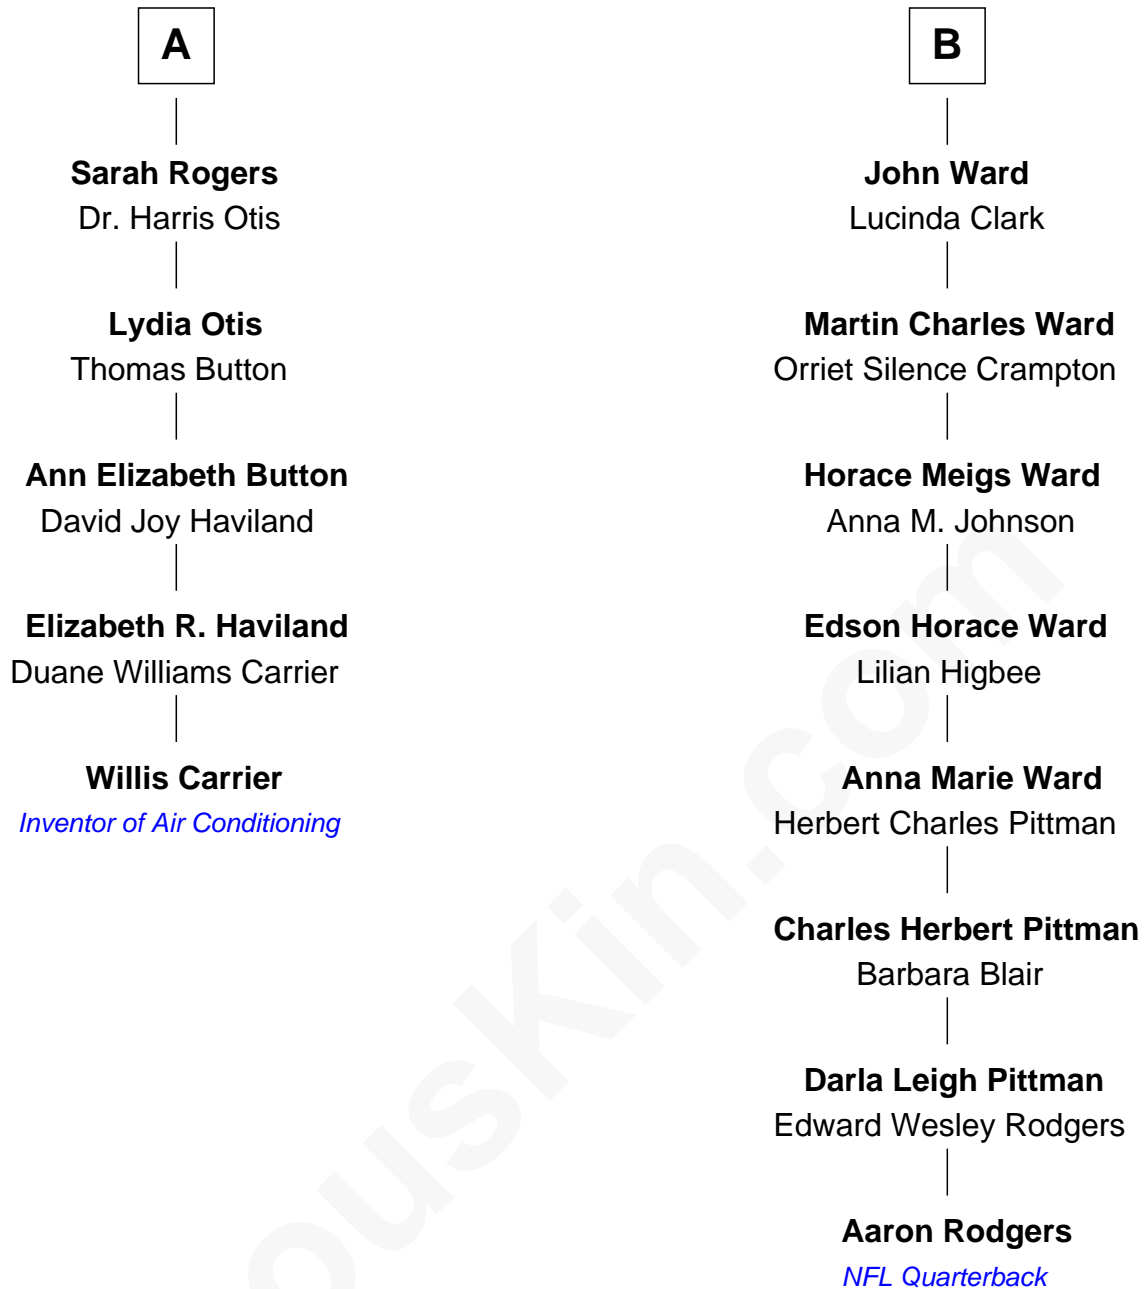 A
Sarah Rogers
Dr. Harris Otis
Lydia Otis
Thomas Button
Ann Elizabeth Button
David Joy Haviland
Elizabeth R. Haviland
Duane Williams Carrier
Willis Carrier
Inventor of Air Conditioning
B
John Ward
Lucinda Clark
Martin Charles Ward
Orriet Silence Crampton
Horace Meigs Ward
Anna M. Johnson
Edson Horace Ward
Lilian Higbee
Anna Marie Ward
Herbert Charles Pittman
Charles Herbert Pittman
Barbara Blair
Darla Leigh Pittman
Edward Wesley Rodgers
Aaron Rodgers
NFL Quarterback
ousKin.com